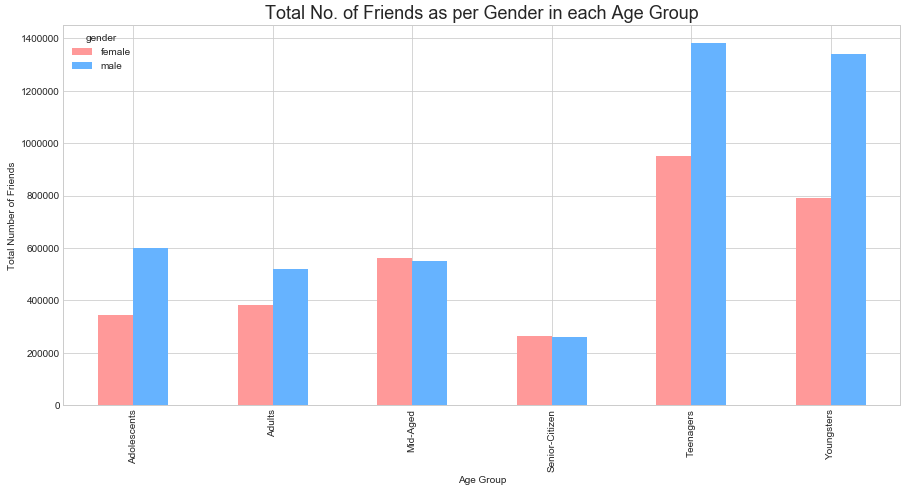 Total No. of Friends as per Gender in each Age Group
gender
female
male
Total Number of Friends
1400000
1200000
1000000
800000
600000
400000
200000
0
Adolescents
Adults
Mid-Aged
Senior-Citizen
Teenagers
Youngsters
Age Group